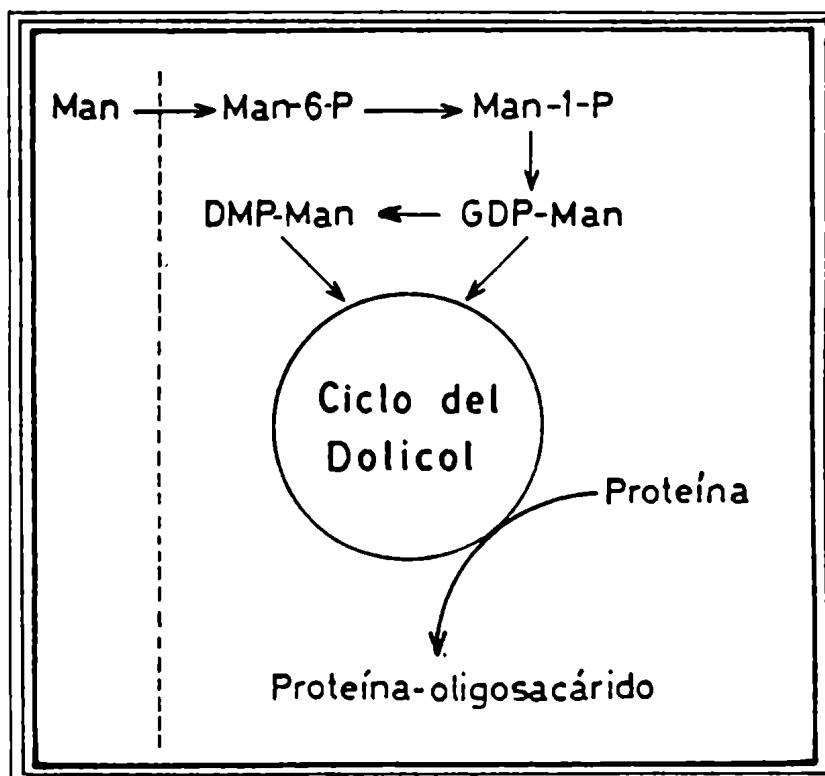 Man Man-6-P Man-1-P
DMP-Man GDP-Man
Ciclo del
Dolicol
Proteína
Proteína-oligosacárido